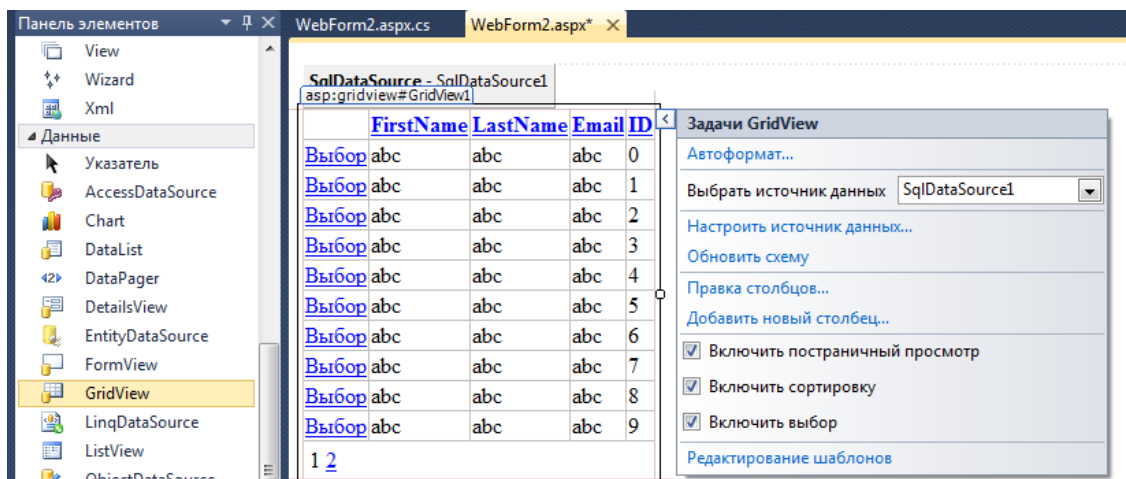 Панель элементов
WebForm2.aspx.cs
WebForm2.aspx*
View
Wizard
Xml
Данные
Указатель
AccessDataSource
Chart
DataList
DataPager
DetailsView
EntityDataSource
FormView
GridView
LinqDataSource
ListView
ObjectDataSource
SqlDataSource - SqlDataSource1
asp:gridview#GridView1
FirstName LastName Email ID
Выбор abc abc abc 0
Выбор abc abc abc 1
Выбор abc abc abc 2
Выбор abc abc abc 3
Выбор abc abc abc 4
Выбор abc abc abc 5
Выбор abc abc abc 6
Выбор abc abc abc 7
Выбор abc abc abc 8
Выбор abc abc abc 9
1 2
Задачи GridView
Автоформат...
Выбрать источник данных SqlDataSource1
Настроить источник данных...
Обновить схему
Правка столбцов...
Добавить новый столбец...
Включить постраничный просмотр
Включить сортировку
Включить выбор
Редактирование шаблонов